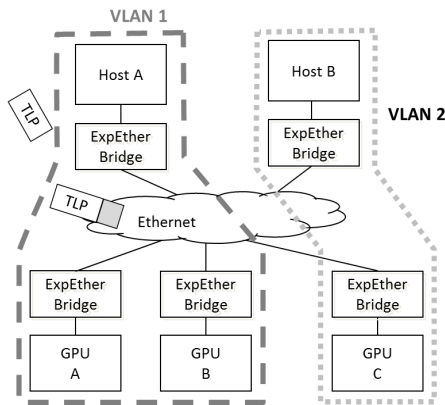 VLAN 1
Host A
Host B
TLP
VLAN 2
ExpEther
Bridge
ExpEther
Bridge
TLP
Ethernet
ExpEther
Bridge
ExpEther
Bridge
ExpEther
Bridge
GPU
A
GPU
B
GPU
C